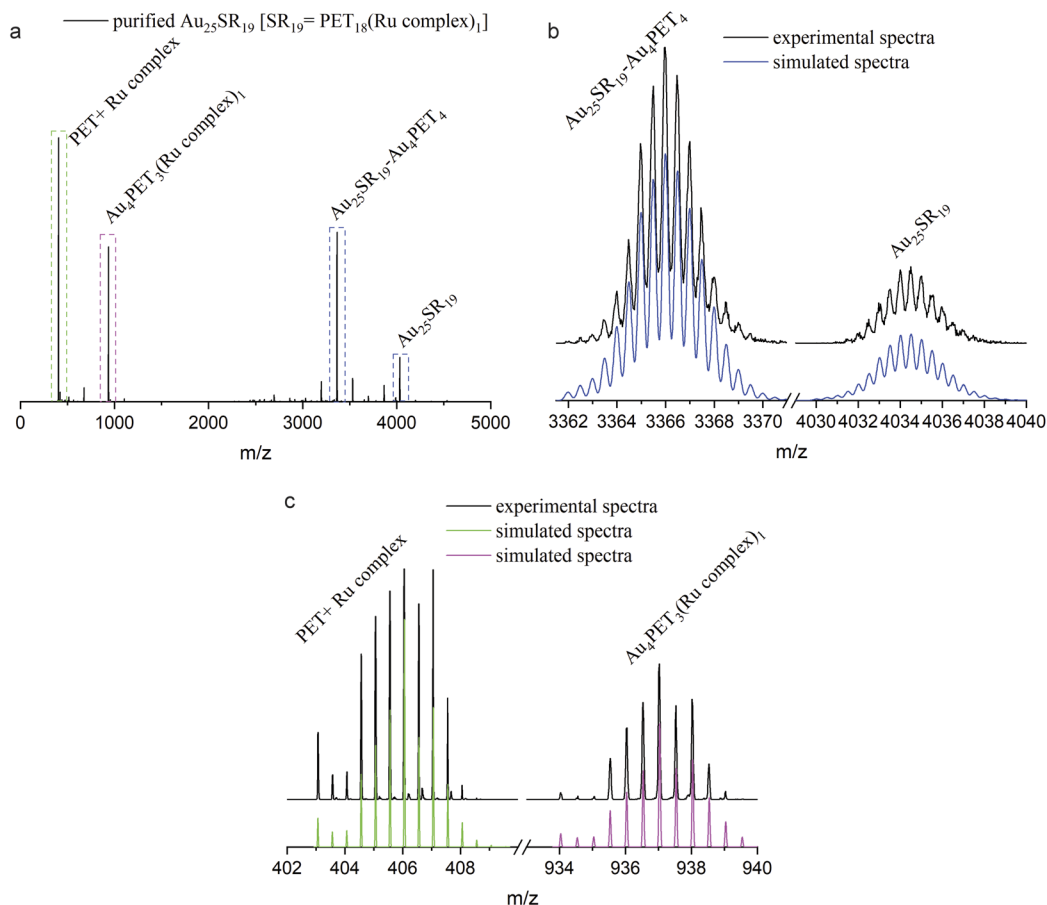 a
purified Au₂₅SR₁₉ [SR₁₉= PET₁₈(Ru complex)₁]
PET+ Ru complex
Au₄PET₃(Ru complex)₁
Au₂₅SR₁₉-Au₄PET₄
Au₂₅SR₁₉
0 1000 2000 3000 4000 5000
m/z
b
experimental spectra
simulated spectra
Au₂₅SR₁₉-Au₄PET₄
Au₂₅SR₁₉
3362 3364 3366 3368 3370 4030 4032 4034 4036 4038 4040
m/z
c
experimental spectra
simulated spectra
simulated spectra
PET+ Ru complex
Au₄PET₃(Ru complex)₁
402 404 406 408 934 936 938 940
m/z